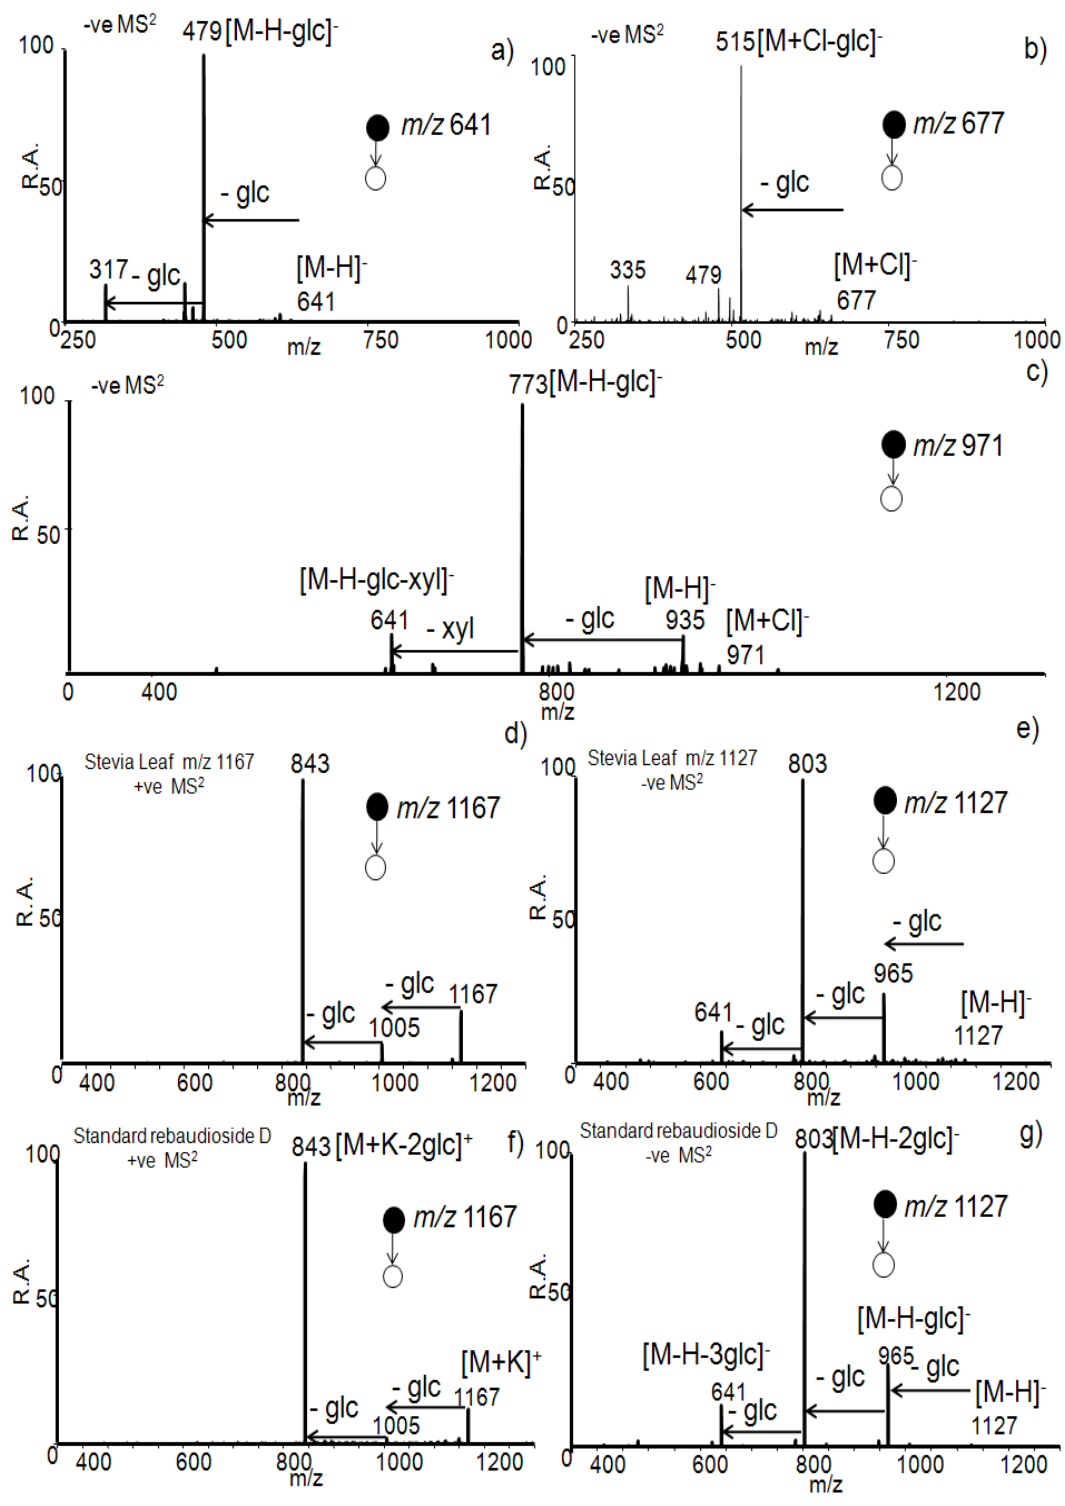 -ve MS²
479[M-H-glc]⁻
a)
100
m/z 641
R.A.
50
- glc
317
- glc
[M-H]⁻
641
0
250
500
m/z
750
1000
-ve MS²
515[M+Cl-glc]⁻
b)
100
m/z 677
R.A.
50
- glc
335
479
[M+Cl]⁻
677
0
250
500
m/z
750
1000
-ve MS²
773[M-H-glc]⁻
c)
100
m/z 971
R.A.
50
[M-H-glc-xyl]⁻
641
- xyl
- glc
[M-H]⁻
935
[M+Cl]⁻
971
0
400
800
m/z
1200
d)
Stevia Leaf m/z 1167
+ve MS²
843
100
m/z 1167
R.A.
50
- glc
- glc
1167
1005
0
400
600
800
m/z
1000
1200
e)
Stevia Leaf m/z 1127
-ve MS²
803
100
m/z 1127
R.A.
50
- glc
965
- glc
641
- glc
[M-H]⁻
1127
0
400
600
800
m/z
1000
1200
Standard rebaudioside D
+ve MS²
843 [M+K-2glc]⁺
f)
100
m/z 1167
R.A.
50
[M+K]⁺
- glc
1167
- glc
1005
0
400
600
800
m/z
1000
1200
Standard rebaudioside D
-ve MS²
803[M-H-2glc]⁻
g)
100
m/z 1127
R.A.
50
[M-H-glc]⁻
965
- glc
[M-H-3glc]⁻
- glc
641
- glc
[M-H]⁻
1127
0
400
600
800
m/z
1000
1200